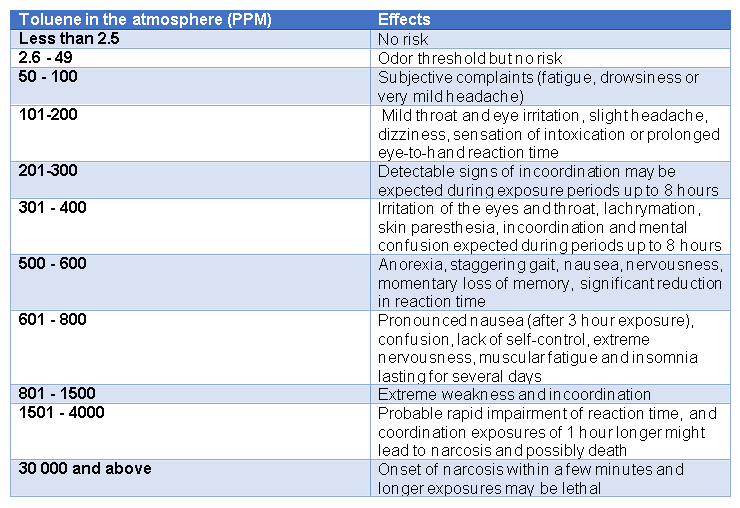 Toluene in the atmosphere (PPM) Effects
Less than 2.5 No risk
2.6 - 49 Odor threshold but no risk
50 - 100 Subjective complaints (fatigue, drowsiness or
very mild headache)
101-200 Mild throat and eye irritation, slight headache,
dizziness, sensation of intoxication or prolonged
eye-to-hand reaction time
201-300 Detectable signs of incoordination may be
expected during exposure periods up to 8 hours
301 - 400 Irritation of the eyes and throat, lachrymation,
skin paresthesia, incoordination and mental
confusion expected during periods up to 8 hours
500 - 600 Anorexia, staggering gait, nausea, nervousness,
momentary loss of memory, significant reduction
in reaction time
601 - 800 Pronounced nausea (after 3 hour exposure),
confusion, lack of self-control, extreme
nervousness, muscular fatigue and insomnia
lasting for several days
801 - 1500 Extreme weakness and incoordination
1501 - 4000 Probable rapid impairment of reaction time, and
coordination exposures of 1 hour longer might
lead to narcosis and possibly death
30 000 and above Onset of narcosis within a few minutes and
longer exposures may be lethal